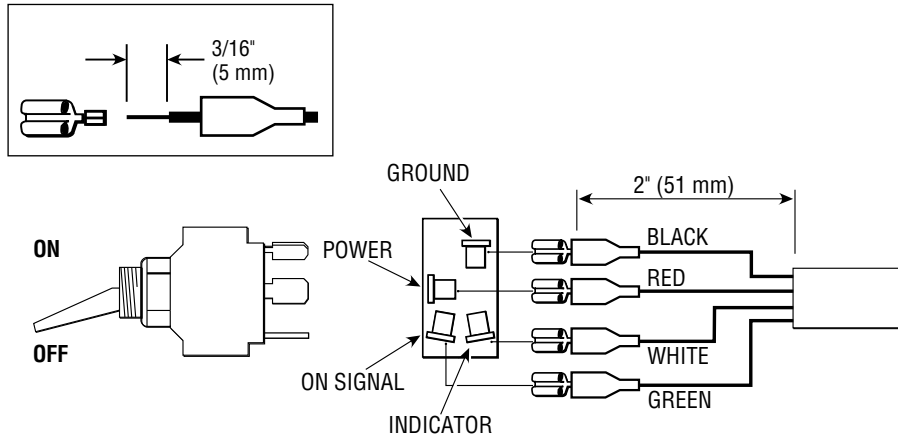 3/16"
(5 mm)
GROUND
2" (51 mm)
ON
POWER
BLACK
RED
OFF
WHITE
ON SIGNAL
GREEN
INDICATOR